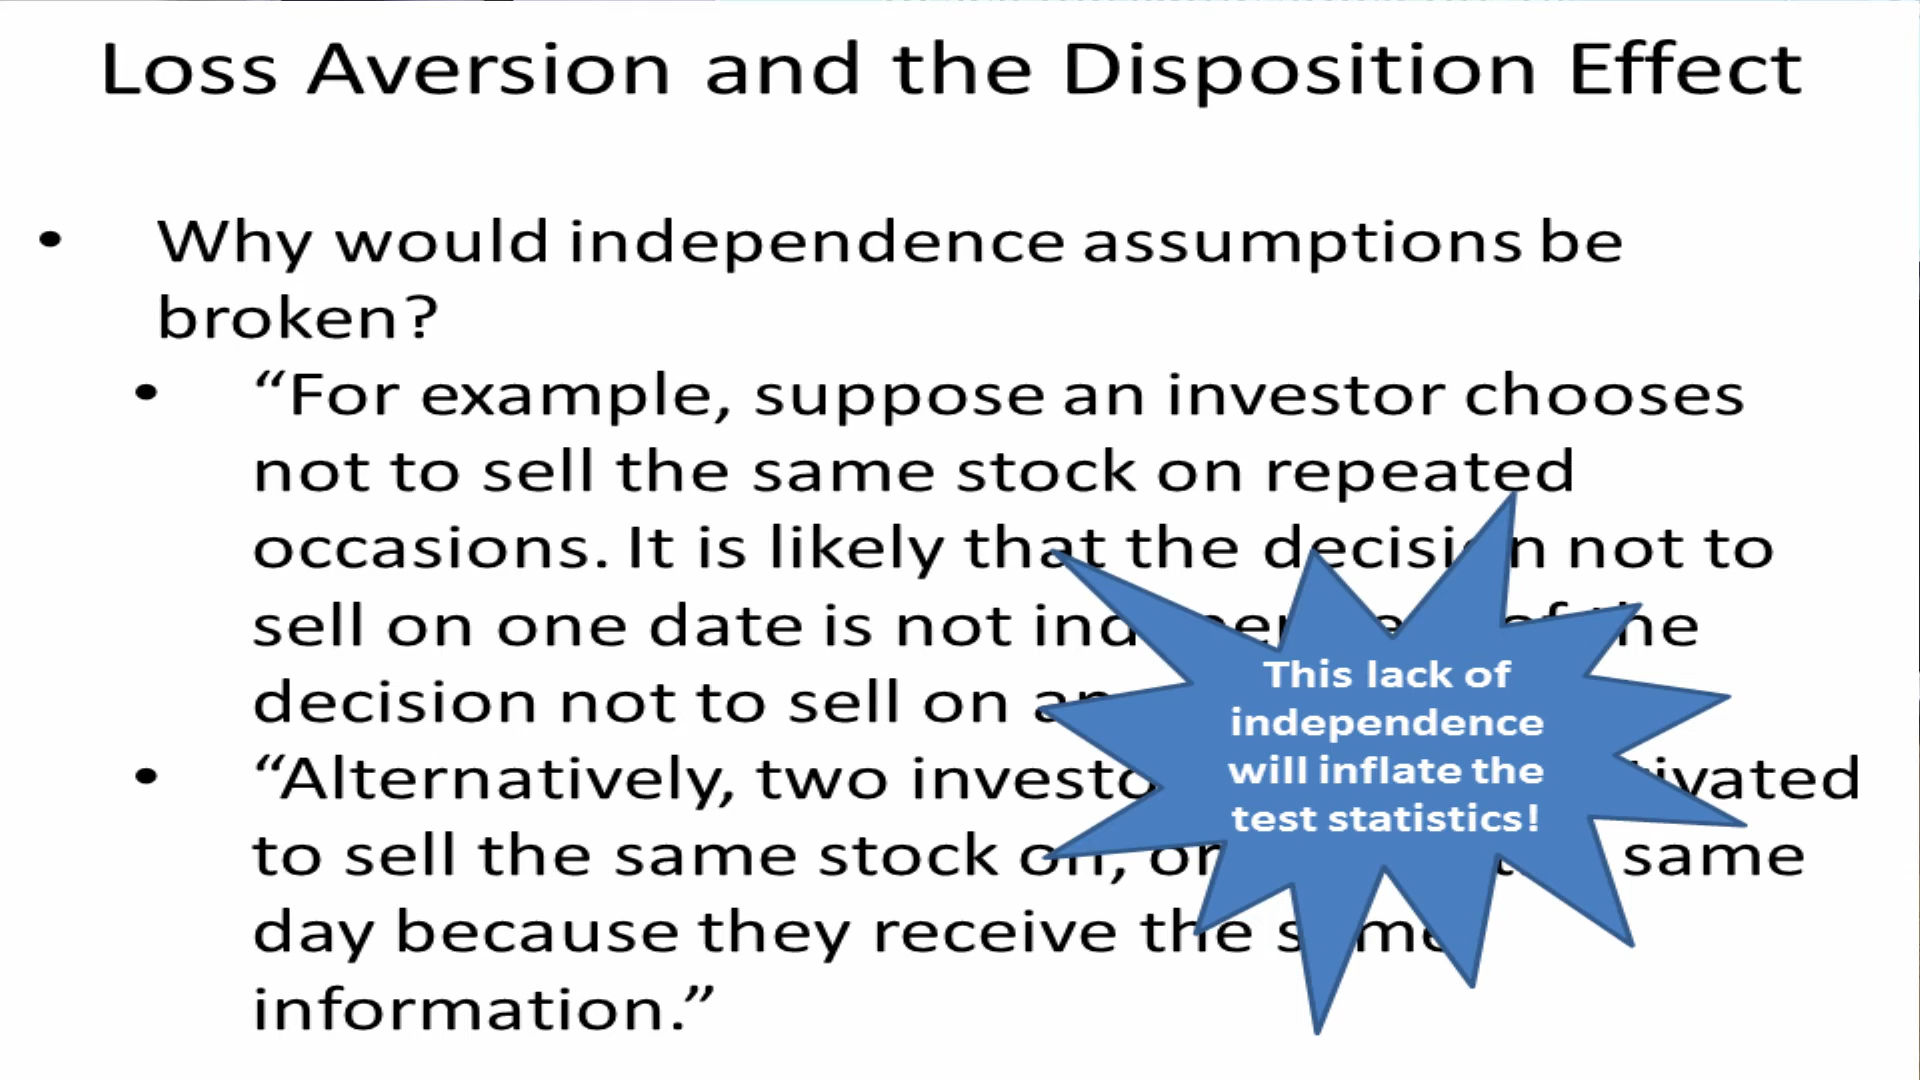 Loss Aversion and the Disposition Effect
• Why would independence assumptions be
broken?
• “For example, suppose an investor chooses
not to sell the same stock on repeated
occasions. It is likely that the decision not to
sell on one date is not of the
decision not to sell on
• “Alternatively, two
to sell the same stock on, or same
day because they receive the same
information.”
This lack of
independence
will inflate the
test statistics!